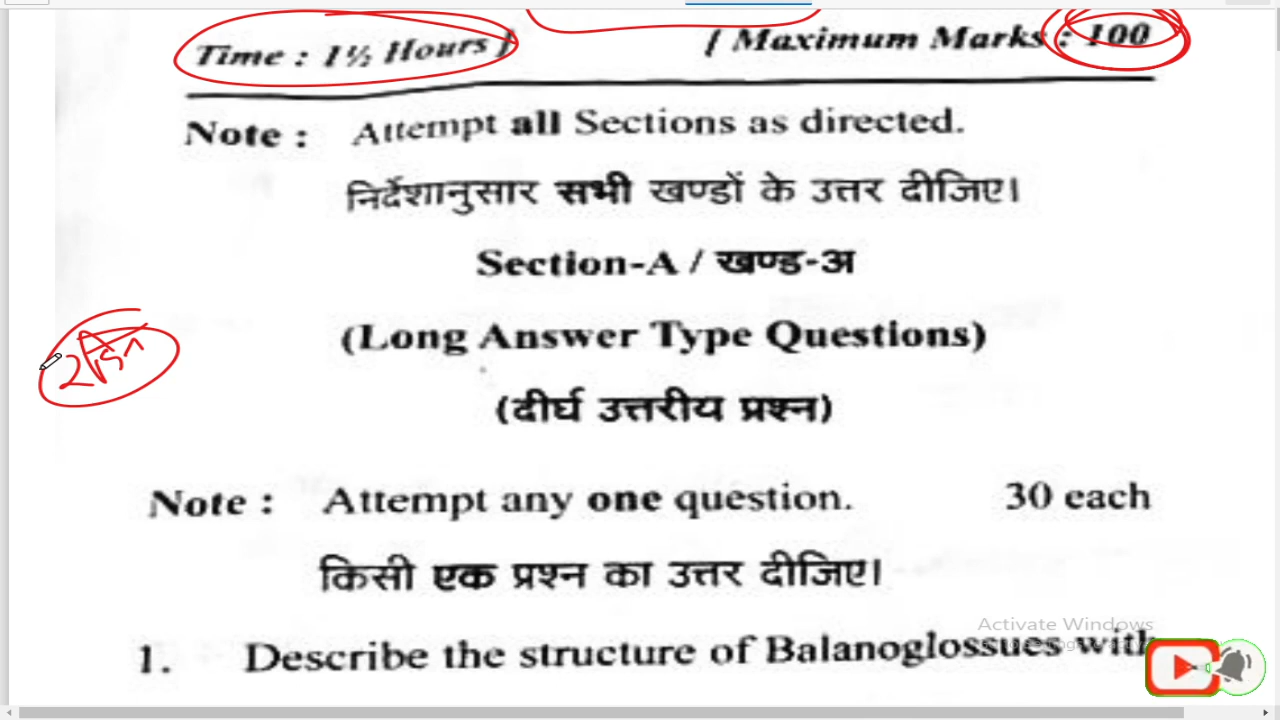 Time : 1½ Hours ]
[ Maximum Marks : 100
Note : Attempt all Sections as directed.
निर्देशानुसार सभी खण्डों के उत्तर दीजिए।
Section-A / खण्ड-अ
(Long Answer Type Questions)
(दीर्घ उत्तरीय प्रश्न)
Note : Attempt any one question. 30 each
किसी एक प्रश्न का उत्तर दीजिए।
Activate Windows
1. Describe the structure of Balanoglossues with